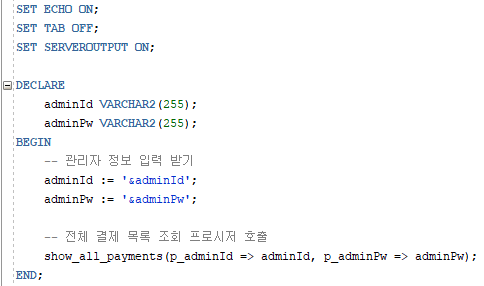 SET ECHO ON;
SET TAB OFF;
SET SERVEROUTPUT ON;
DECLARE
adminId VARCHAR2(255);
adminPw VARCHAR2(255);
BEGIN
-- 관리자 정보 입력 받기
adminId := '&adminId';
adminPw := '&adminPw';
-- 전체 결제 목록 조회 프로시저 호출
show_all_payments(p_adminId => adminId, p_adminPw => adminPw);
END;